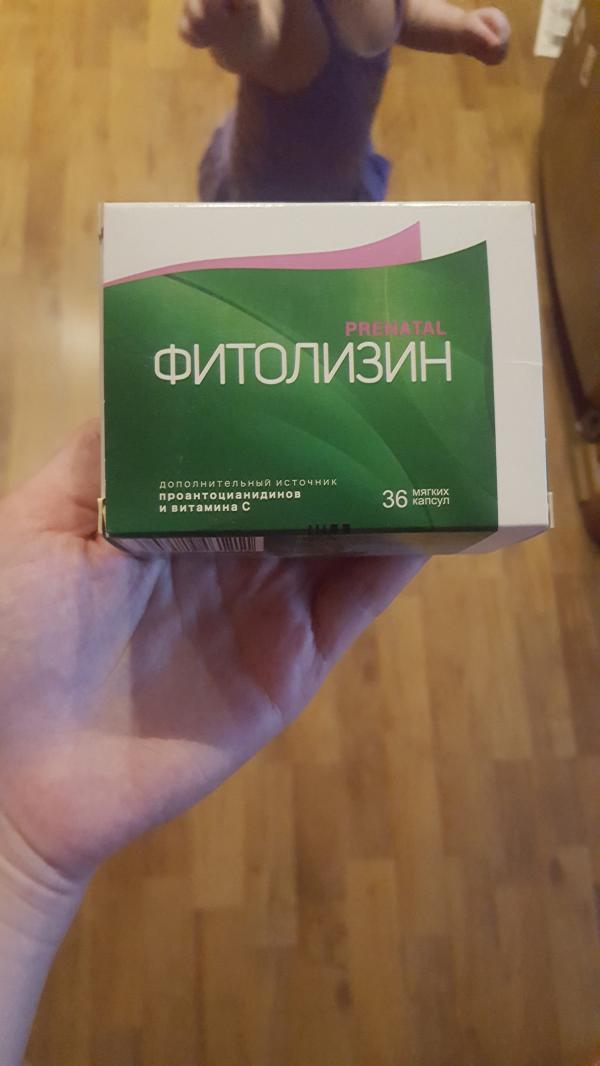 PRENATAL
ФИТОЛИЗИН
дополнительный источник
проантоцианидинов
и витамина С
36 мягких
капсул